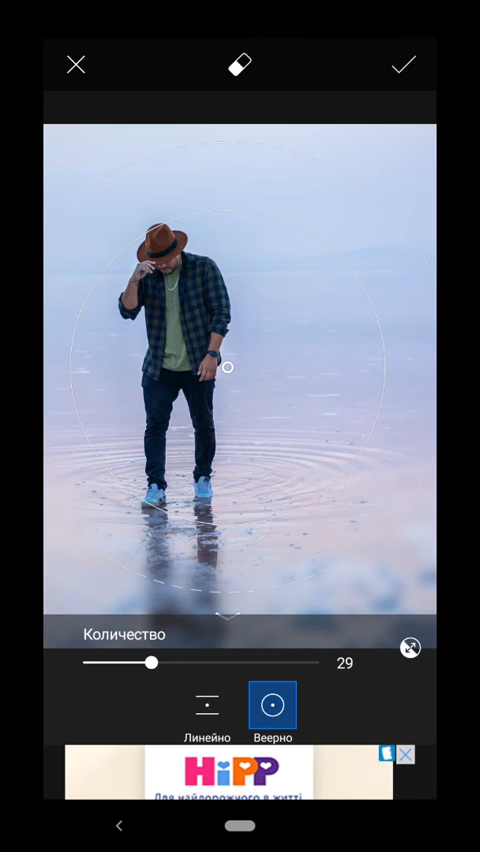 Количество
29
Линейно
Веерно
HiPP
Для найдорожчого в житті